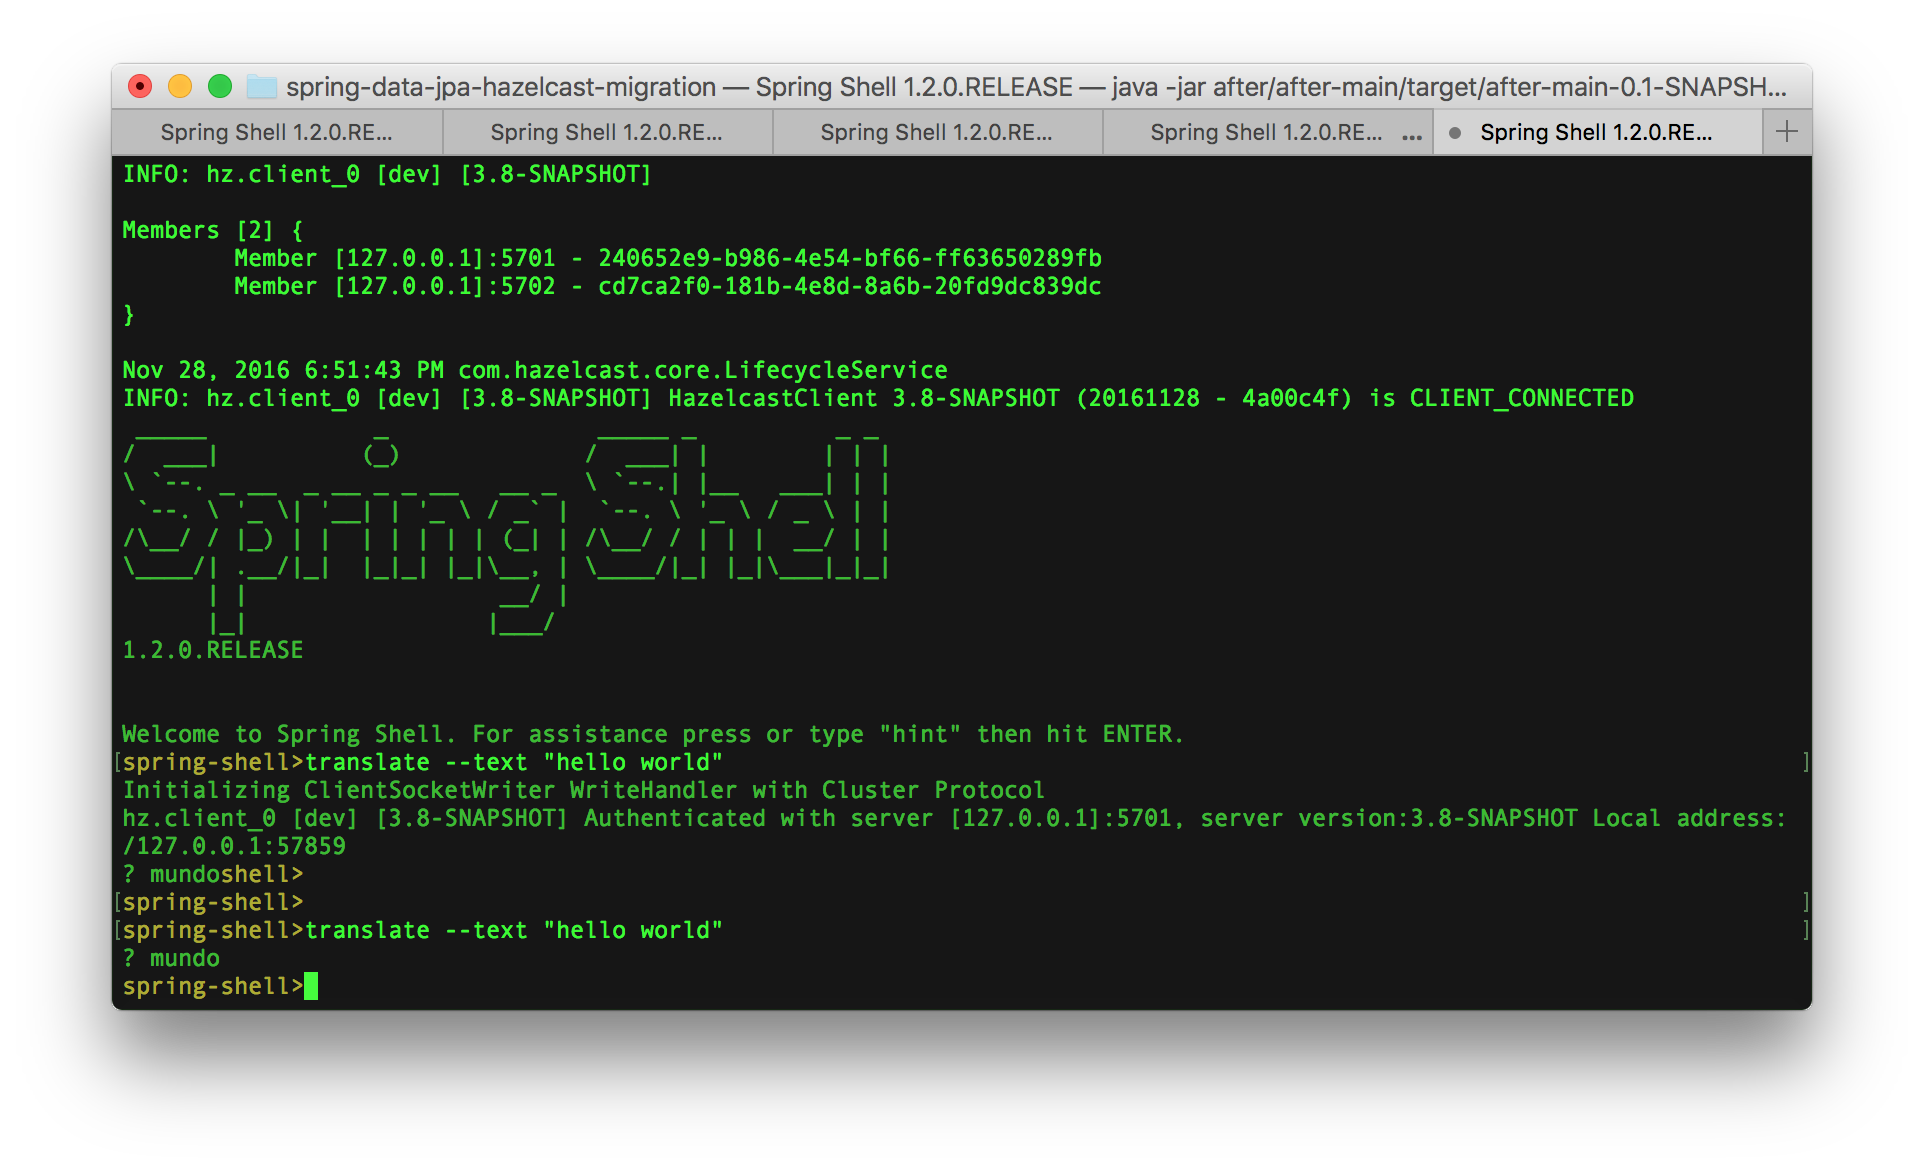 spring-data-jpa-hazelcast-migration — Spring Shell 1.2.0.RELEASE — java -jar after/after-main/target/after-main-0.1-SNAPSH...
Spring Shell 1.2.0.RE... Spring Shell 1.2.0.RE... Spring Shell 1.2.0.RE... Spring Shell 1.2.0.RE... ... Spring Shell 1.2.0.RE... +
INFO: hz.client_0 [dev] [3.8-SNAPSHOT]
Members [2] {
Member [127.0.0.1]:5701 - 240652e9-b986-4e54-bf66-ff63650289fb
Member [127.0.0.1]:5702 - cd7ca2f0-181b-4e8d-8a6b-20fd9dc839dc
}
Nov 28, 2016 6:51:43 PM com.hazelcast.core.LifecycleService
INFO: hz.client_0 [dev] [3.8-SNAPSHOT] HazelcastClient 3.8-SNAPSHOT (20161128 - 4a00c4f) is CLIENT_CONNECTED
Spring Shell
1.2.0.RELEASE
Welcome to Spring Shell. For assistance press or type "hint" then hit ENTER.
[spring-shell>translate --text "hello world" ]
Initializing ClientSocketWriter WriteHandler with Cluster Protocol
hz.client_0 [dev] [3.8-SNAPSHOT] Authenticated with server [127.0.0.1]:5701, server version:3.8-SNAPSHOT Local address:
/127.0.0.1:57859
? mundoshell>
[spring-shell> ]
[spring-shell>translate --text "hello world" ]
? mundo
spring-shell>